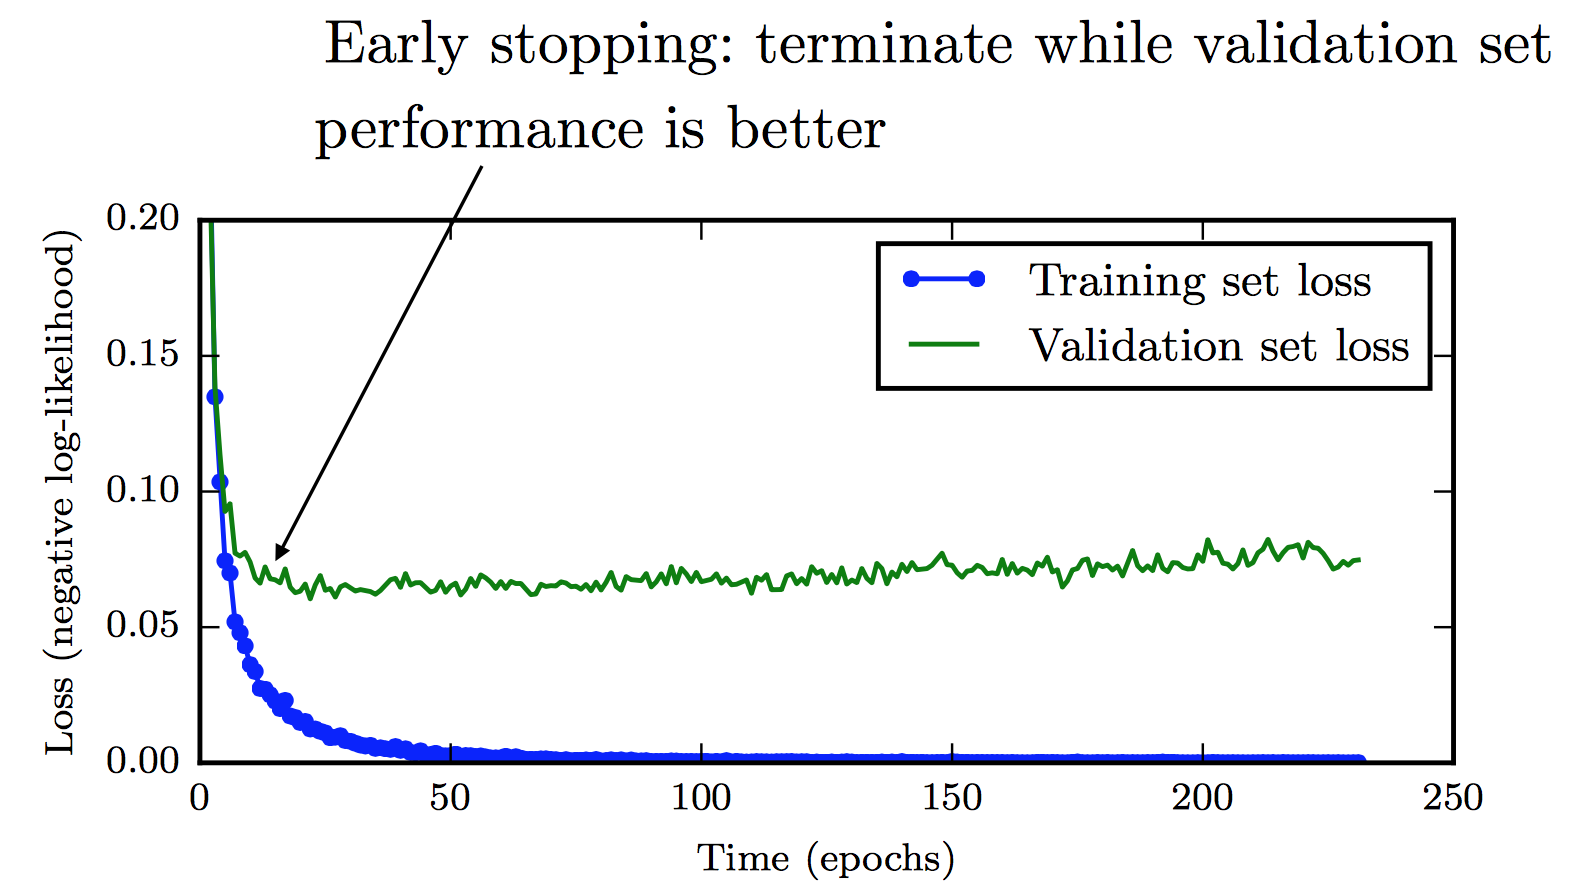 Early stopping: terminate while validation set
performance is better
0.20
0.15
0.10
0.05
0.00
Loss (negative log-likelihood)
Training set loss
Validation set loss
0 50 100 150 200 250
Time (epochs)